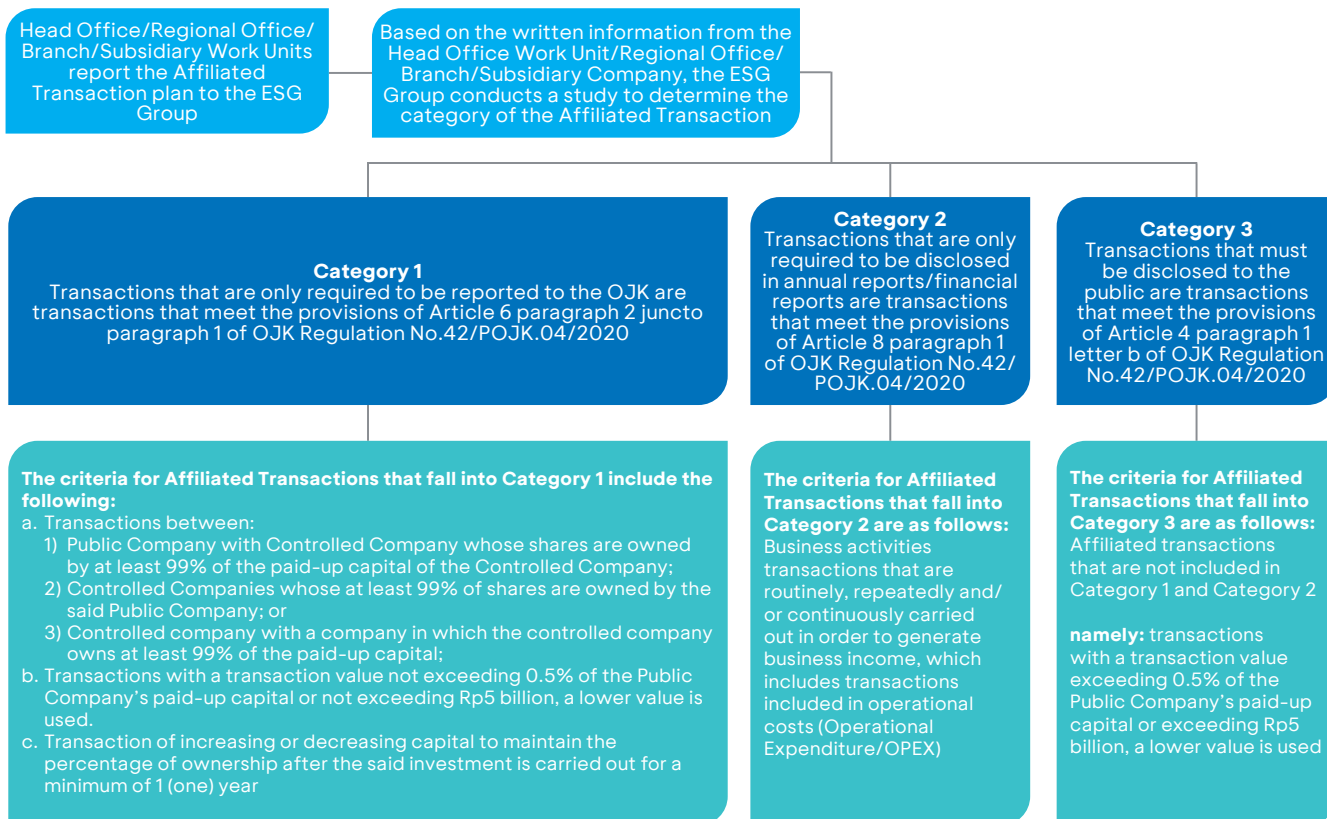 Head Office/Regional Office/
Branch/Subsidiary Work Units
report the Affiliated
Transaction plan to the ESG
Group
Based on the written information from the
Head Office Work Unit/Regional Office/
Branch/Subsidiary Company, the ESG
Group conducts a study to determine the
category of the Affiliated Transaction
Category 1
Transactions that are only required to be reported to the OJK are
transactions that meet the provisions of Article 6 paragraph 2 juncto
paragraph 1 of OJK Regulation No.42/POJK.04/2020
Category 2
Transactions that are only
required to be disclosed
in annual reports/financial
reports are transactions
that meet the provisions
of Article 8 paragraph 1
of OJK Regulation No.42/
POJK.04/2020
Category 3
Transactions that must
be disclosed to the
public are transactions
that meet the provisions
of Article 4 paragraph 1
letter b of OJK Regulation
No.42/POJK.04/2020
The criteria for Affiliated Transactions that fall into Category 1 include the
following:
a. Transactions between:
1) Public Company with Controlled Company whose shares are owned
by at least 99% of the paid-up capital of the Controlled Company;
2) Controlled Companies whose at least 99% of shares are owned by the
said Public Company; or
3) Controlled company with a company in which the controlled company
owns at least 99% of the paid-up capital;
b. Transactions with a transaction value not exceeding 0.5% of the Public
Company's paid-up capital or not exceeding Rp5 billion, a lower value is
used.
c. Transaction of increasing or decreasing capital to maintain the
percentage of ownership after the said investment is carried out for a
minimum of 1 (one) year
The criteria for Affiliated
Transactions that fall into
Category 2 are as follows:
Business activities
transactions that are
routinely, repeatedly and/
or continuously carried
out in order to generate
business income, which
includes transactions
included in operational
costs (Operational
Expenditure/OPEX)
The criteria for Affiliated
Transactions that fall into
Category 3 are as follows:
Affiliated transactions
that are not included in
Category 1 and Category 2
namely: transactions
with a transaction value
exceeding 0.5% of the
Public Company's paid-up
capital or exceeding Rp5
billion, a lower value is used